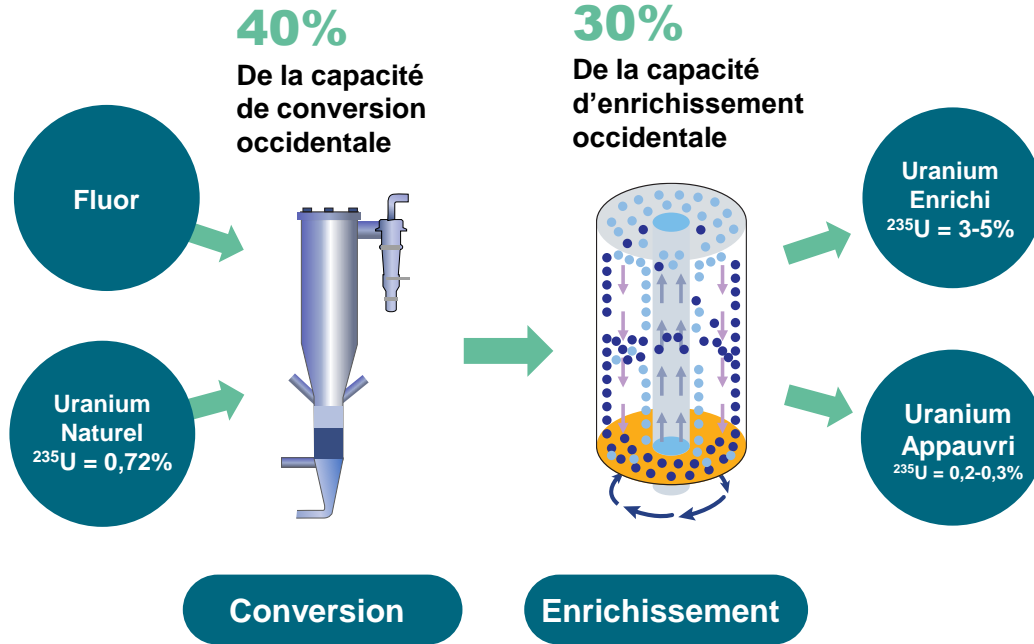 40%
De la capacité
de conversion
occidentale
30%
De la capacité
d’enrichissement
occidentale
Fluor
Uranium
Naturel
²³⁵U = 0,72%
Uranium
Enrichi
²³⁵U = 3-5%
Uranium
Appauvri
²³⁵U = 0,2-0,3%
Conversion
Enrichissement